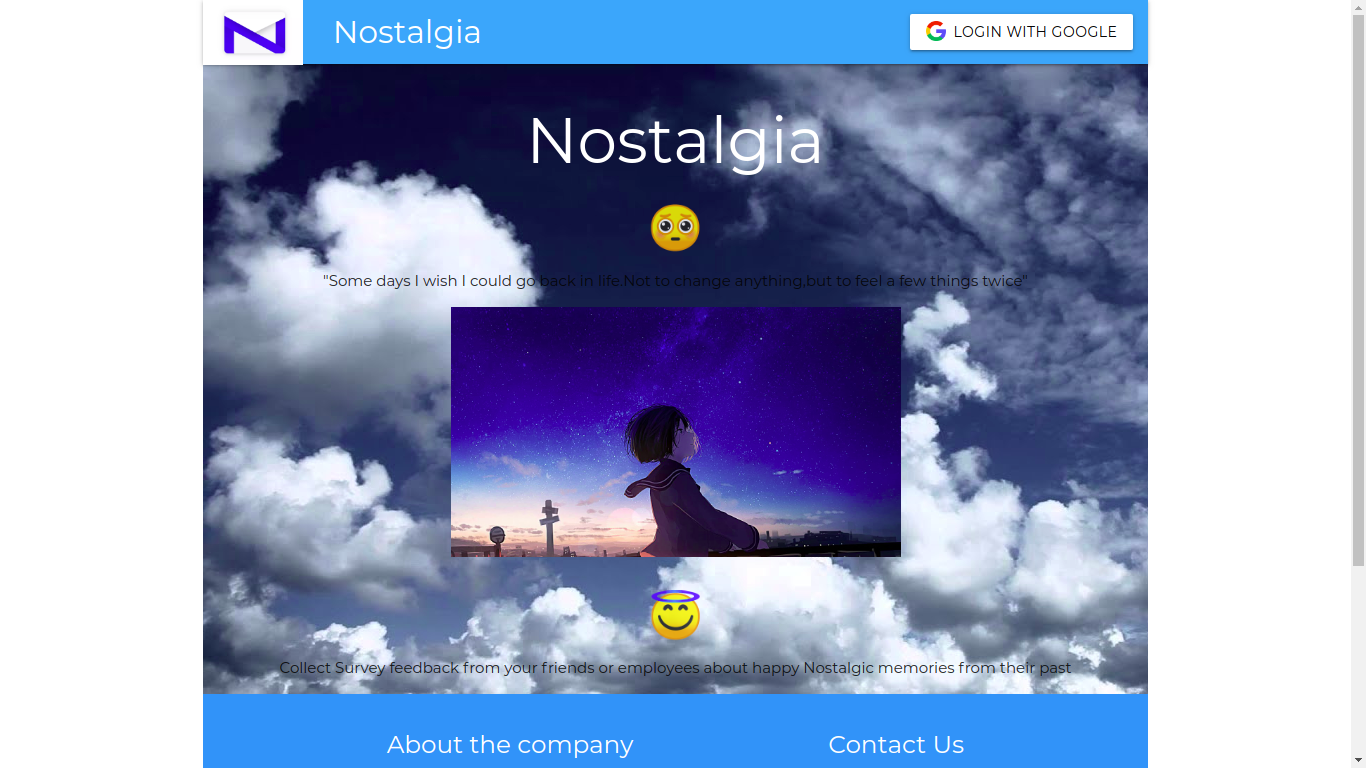 Nostalgia
LOGIN WITH GOOGLE
Nostalgia
"Some days I wish I could go back in life.Not to change anything,but to feel a few things twice"
Collect Survey feedback from your friends or employees about happy Nostalgic memories from their past
About the company
Contact Us